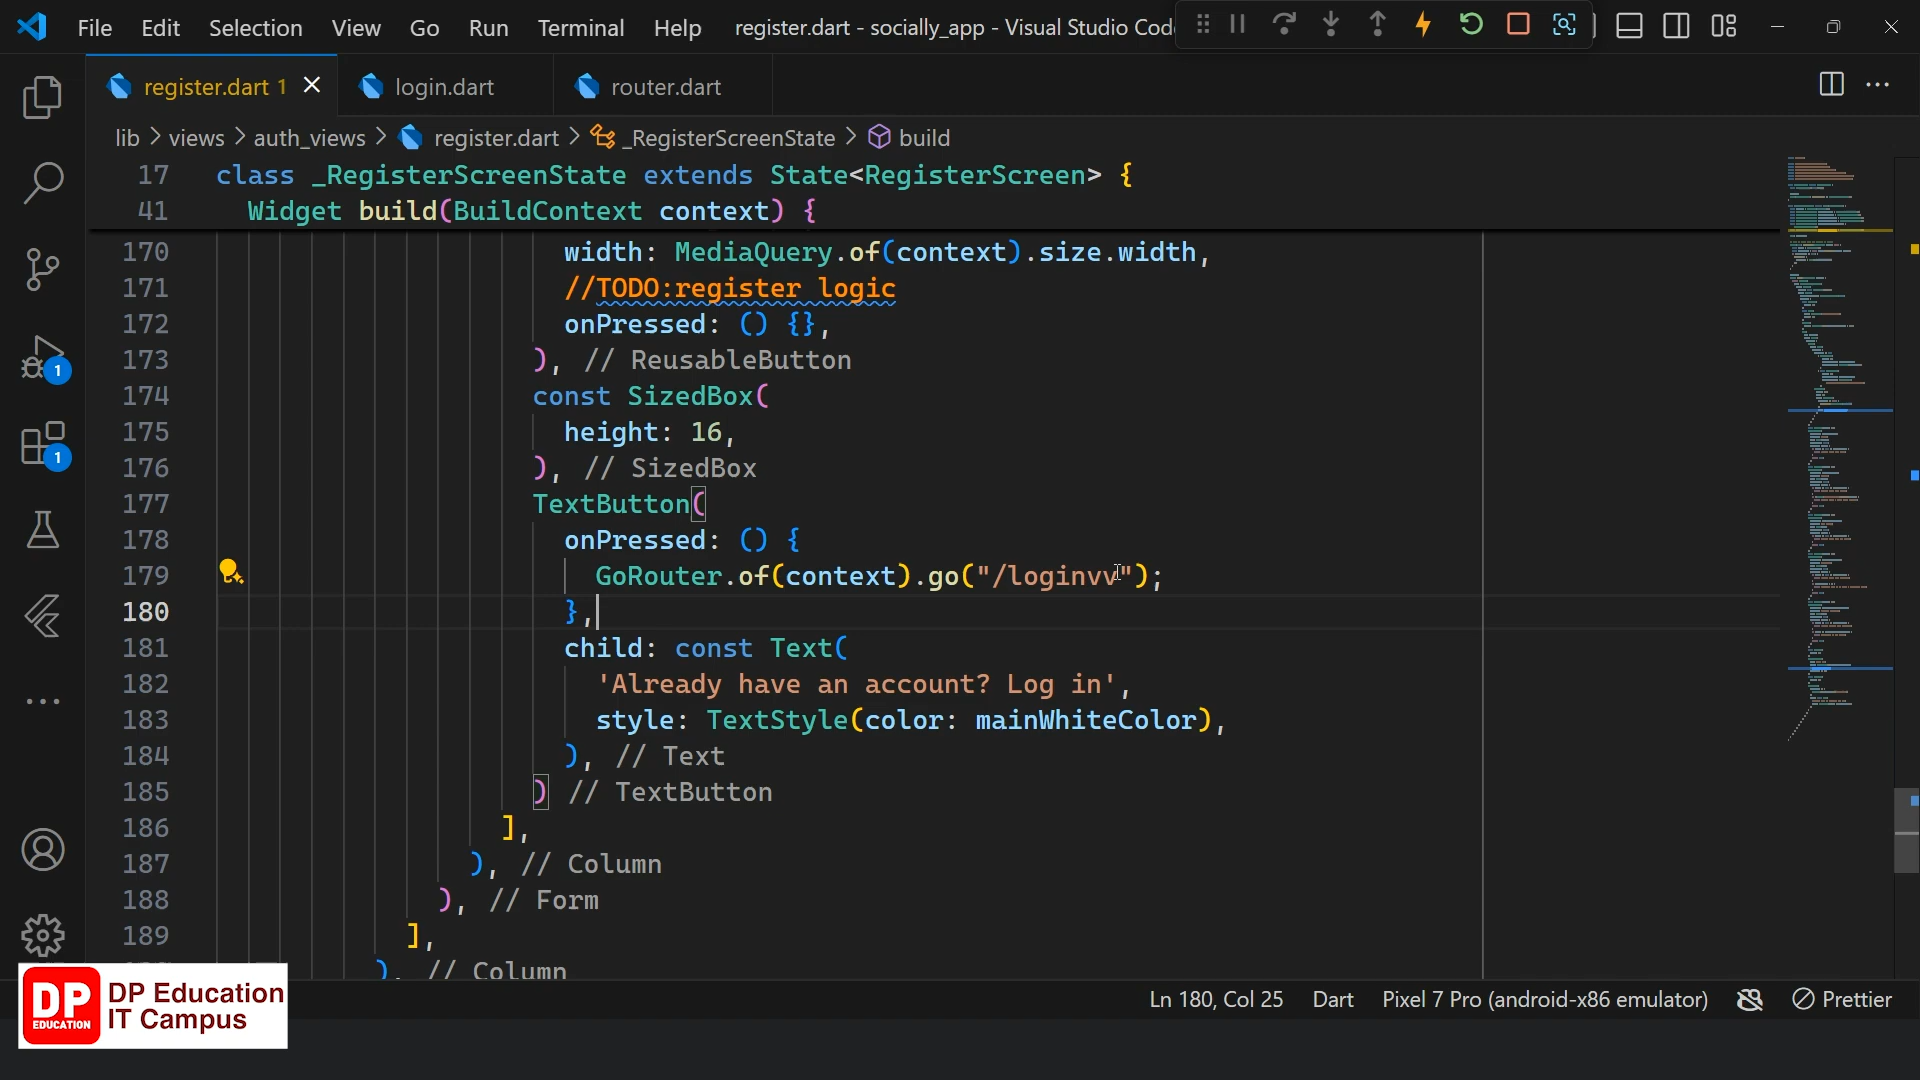 File Edit Selection View Go Run Terminal Help register.dart - socially_app - Visual Studio Cod
register.dart 1 login.dart router.dart
lib > views > auth_views > register.dart > _RegisterScreenState > build
17 class _RegisterScreenState extends State<RegisterScreen> {
41 Widget build(BuildContext context) {
170 width: MediaQuery.of(context).size.width,
171 //TODO:register logic
172 onPressed: () {},
173 ), // ReusableButton
174 const SizedBox(
175 height: 16,
176 ), // SizedBox
177 TextButton(
178 onPressed: () {
179 GoRouter.of(context).go("/loginvv");
180 },
181 child: const Text(
182 'Already have an account? Log in',
183 style: TextStyle(color: mainWhiteColor),
184 ), // Text
185 ) // TextButton
186 ],
187 ), // Column
188 ), // Form
189 ],
), // Column
1
1
DP EDUCATION
DP Education
IT Campus
Ln 180, Col 25 Dart Pixel 7 Pro (android-x86 emulator) Prettier